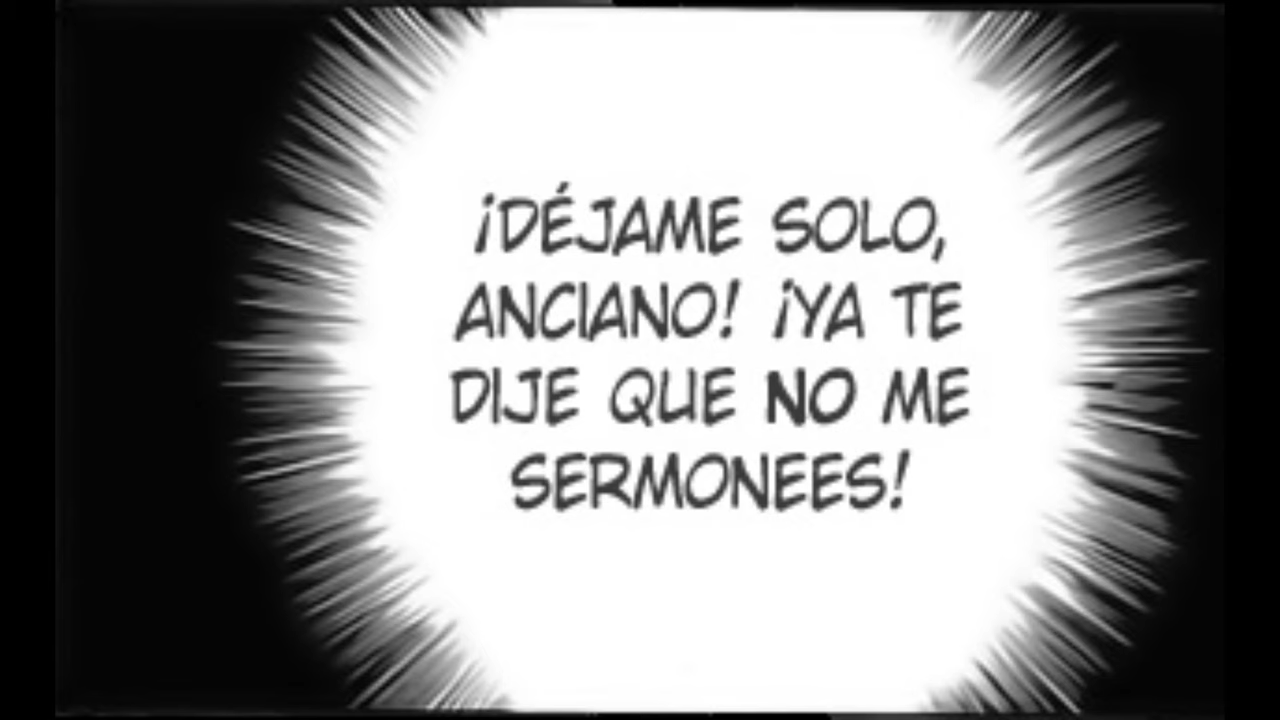 ¡DÉJAME SOLO,
ANCIANO! ¡YA TE
DIJE QUE NO ME
SERMONEES!